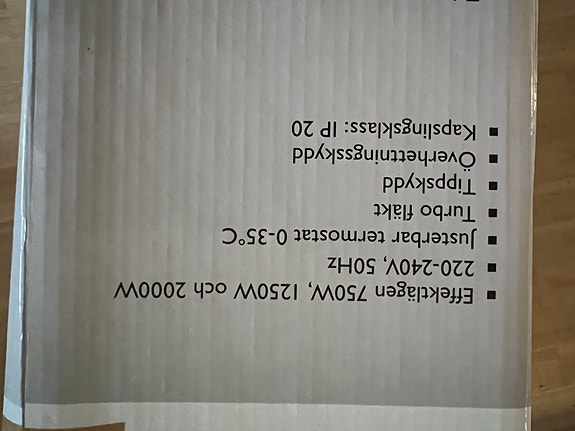 ▪ Effektlägen 750W, 1250W och 2000W
▪ 220-240V, 50Hz
▪ Justerbar termostat 0-35°C
▪ Turbo fläkt
▪ Tippskydd
▪ Överhettningsskydd
▪ Kapslingsklass: IP 20